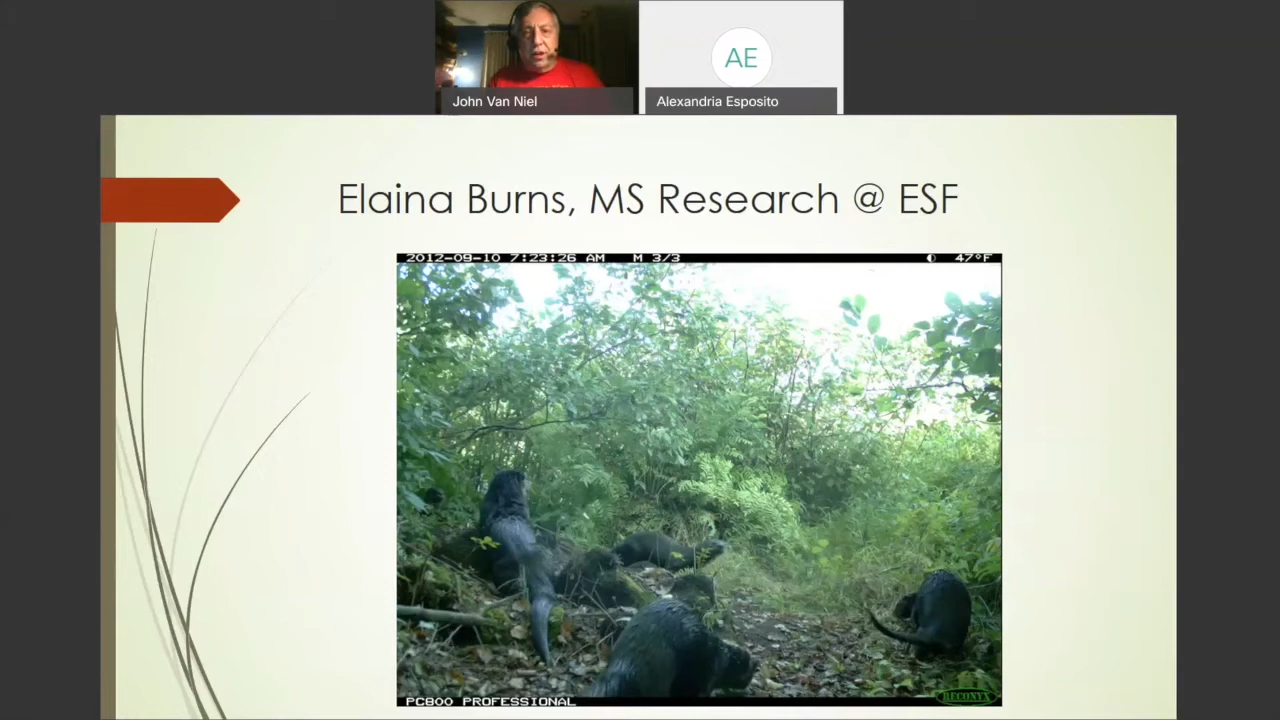 AE
John Van Niel
Alexandria Esposito
Elaina Burns, MS Research @ ESF
2012-09-10 7:23:26 AM M 3/3 47°F
PC800 PROFESSIONAL
RECONYX